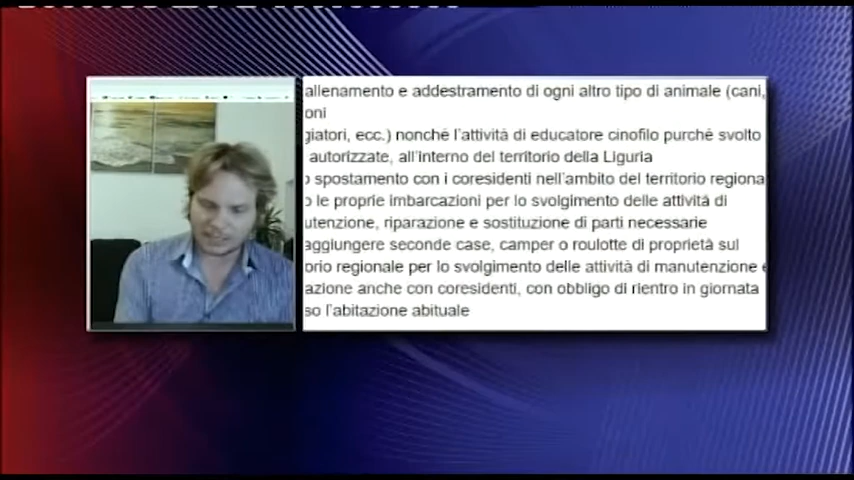 allenamento e addestramento di ogni altro tipo di animale (cani,
oni
giatori, ecc.) nonché l'attività di educatore cinofilo purché svolto
autorizzate, all'interno del territorio della Liguria
o spostamento con i coresidenti nell'ambito del territorio regiona
o le proprie imbarcazioni per lo svolgimento delle attività di
utenzione, riparazione e sostituzione di parti necessarie
aggiungere seconde case, camper o roulotte di proprietà sul
orio regionale per lo svolgimento delle attività di manutenzione e
azione anche con coresidenti, con obbligo di rientro in giornata
so l'abitazione abituale